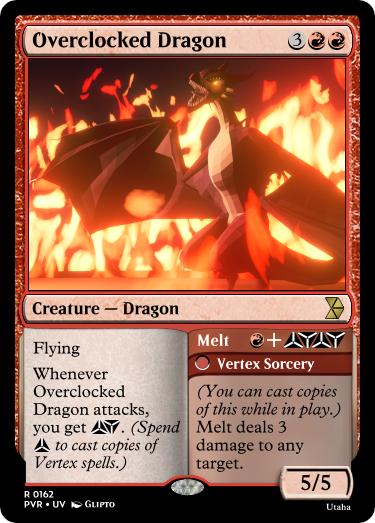 Overclocked Dragon 3
Creature — Dragon
Flying
Whenever
Overclocked
Dragon attacks,
you get . (Spend
to cast copies of
Vertex spells.)
Melt +
Vertex Sorcery
(You can cast copies
of this while in play.)
Melt deals 3
damage to any
target.
5/5
R 0162
PVR • UV Glipto
Utaha